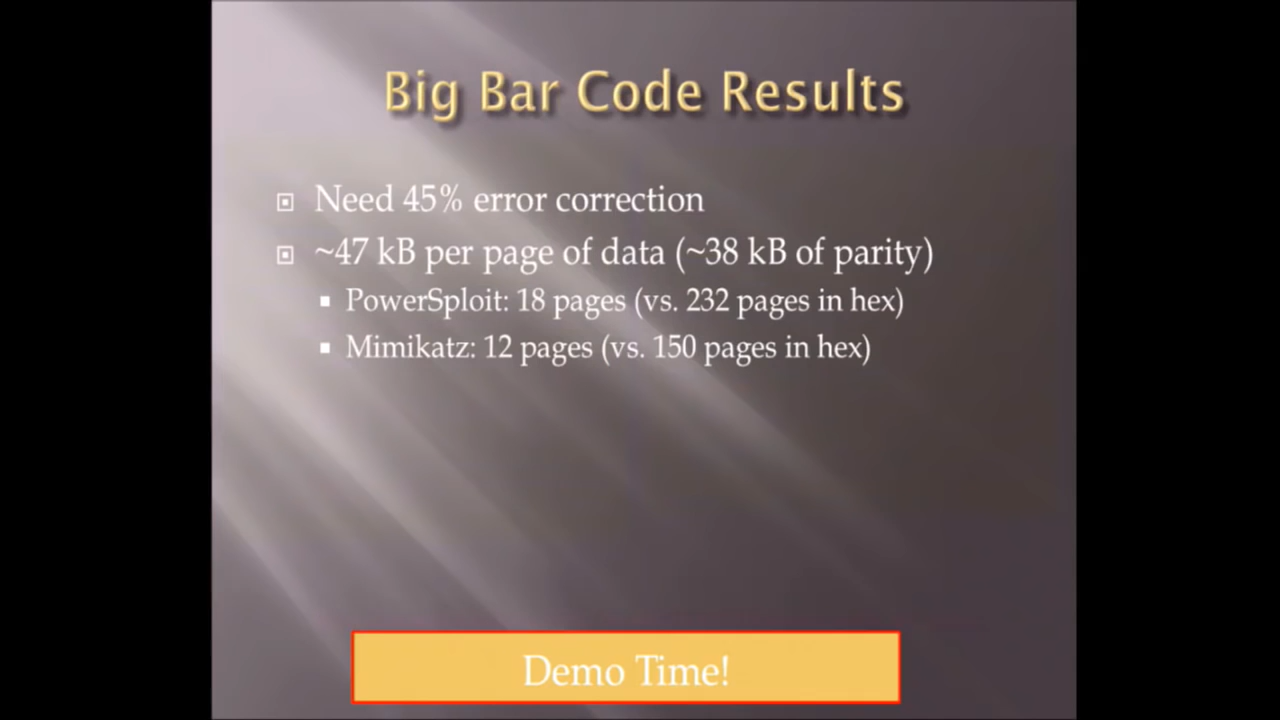 Big Bar Code Results
Need 45% error correction
~47 kB per page of data (~38 kB of parity)
PowerSploit: 18 pages (vs. 232 pages in hex)
Mimikatz: 12 pages (vs. 150 pages in hex)
Demo Time!